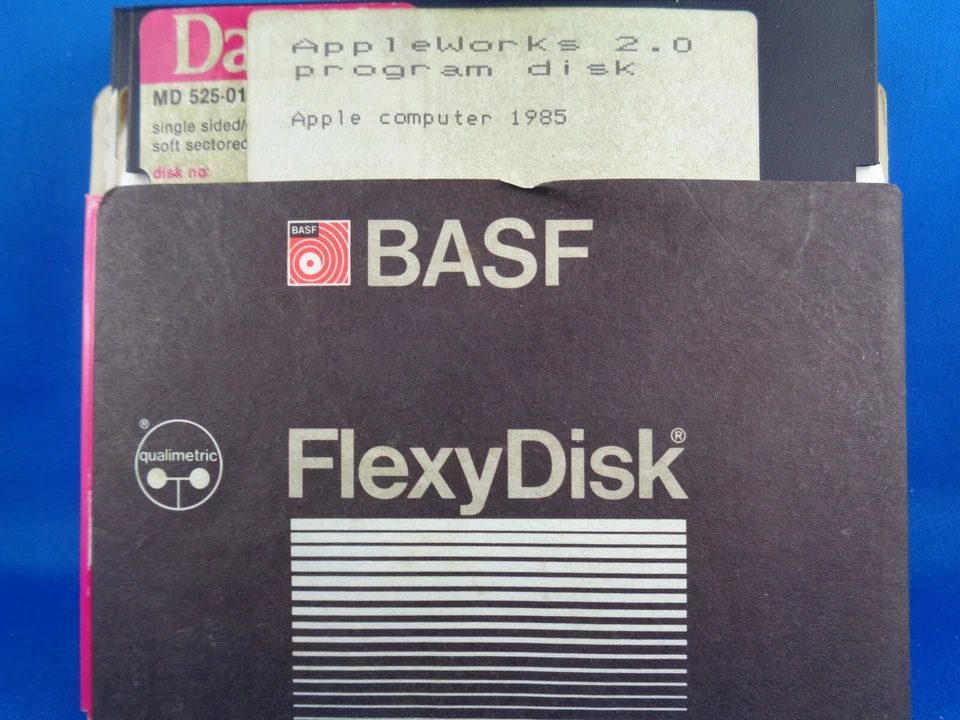 Da
AppleWorks 2.0
program disk
MD 525-01
Apple computer 1985
single sided/
soft sectored
disk no:
BASF
BASF
®
qualimetric
FlexyDisk®